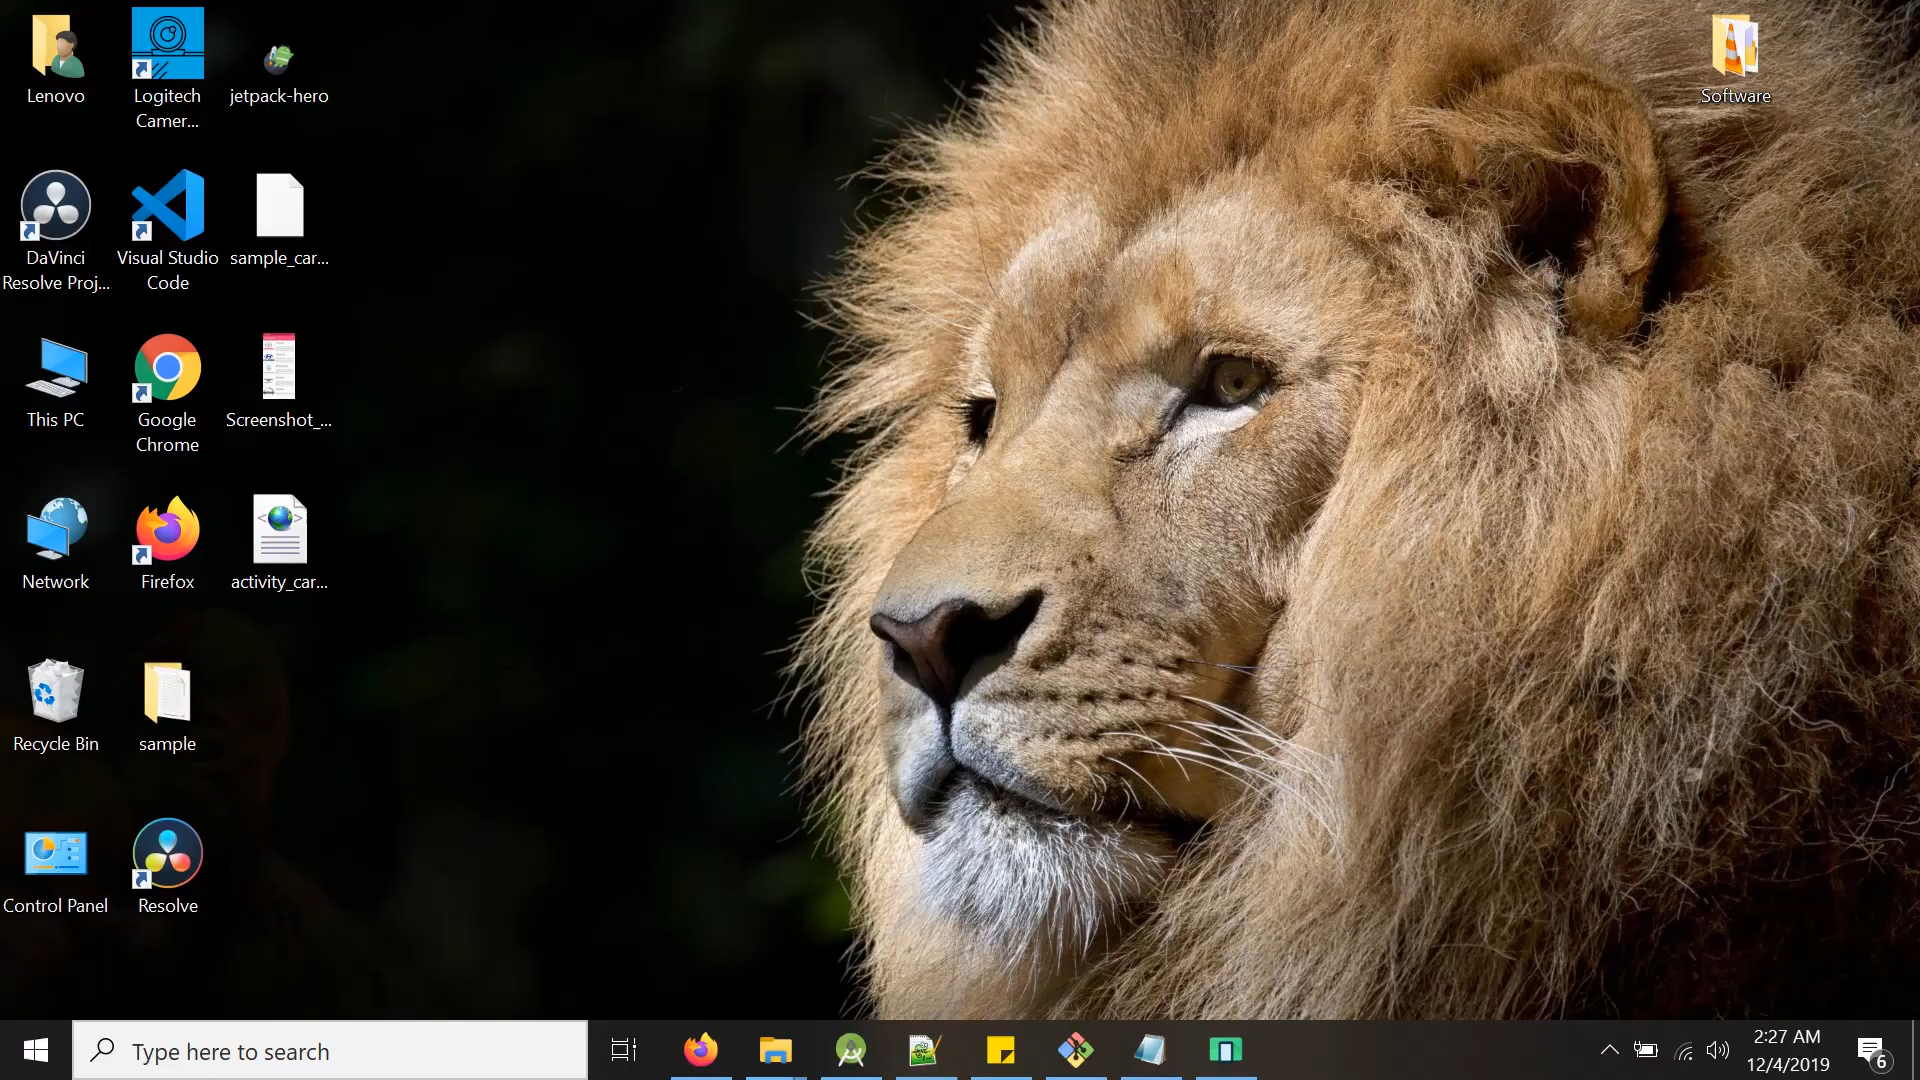 Lenovo
Logitech
Camer...
jetpack-hero
Software
DaVinci
Resolve Proj...
Visual Studio
Code
sample_car...
This PC
Google
Chrome
Screenshot_...
Network
Firefox
activity_car...
Recycle Bin
sample
Control Panel
Resolve
Type here to search
2:27 AM
12/4/2019
6